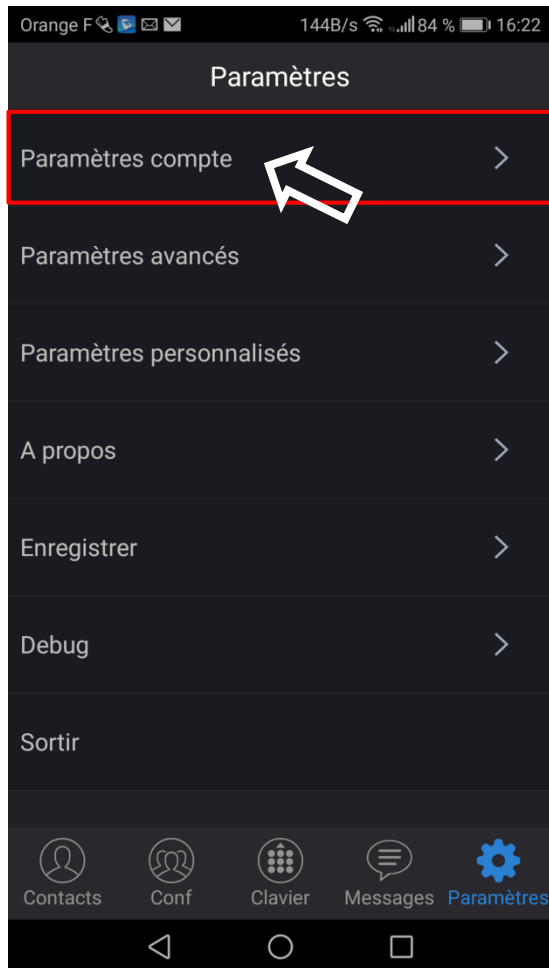 Orange F 144B/s 84 % 16:22
Paramètres
Paramètres compte
Paramètres avancés
Paramètres personnalisés
A propos
Enregistrer
Debug
Sortir
Contacts Conf Clavier Messages Paramètres